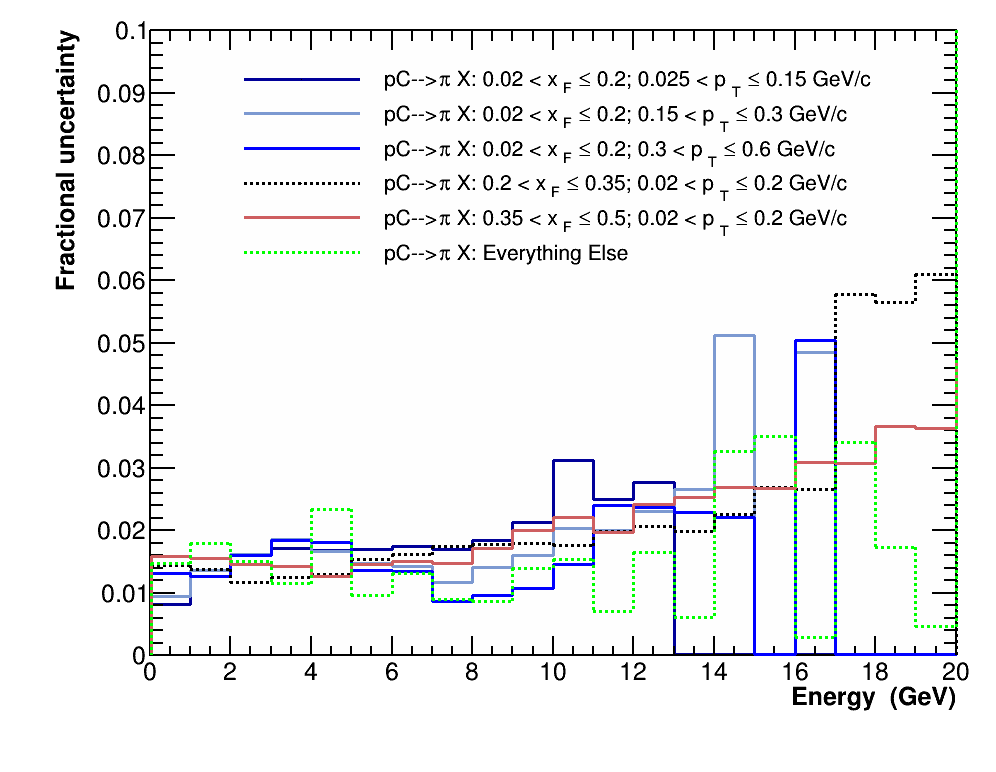 Fractional uncertainty
0.1
0.09
0.08
0.07
0.06
0.05
0.04
0.03
0.02
0.01
0
pC-->π X: 0.02 < x F ≤ 0.2; 0.025 < p T ≤ 0.15 GeV/c
pC-->π X: 0.02 < x F ≤ 0.2; 0.15 < p T ≤ 0.3 GeV/c
pC-->π X: 0.02 < x F ≤ 0.2; 0.3 < p T ≤ 0.6 GeV/c
pC-->π X: 0.2 < x F ≤ 0.35; 0.02 < p T ≤ 0.2 GeV/c
pC-->π X: 0.35 < x F ≤ 0.5; 0.02 < p T ≤ 0.2 GeV/c
pC-->π X: Everything Else
0 2 4 6 8 10 12 14 16 18 20
Energy (GeV)